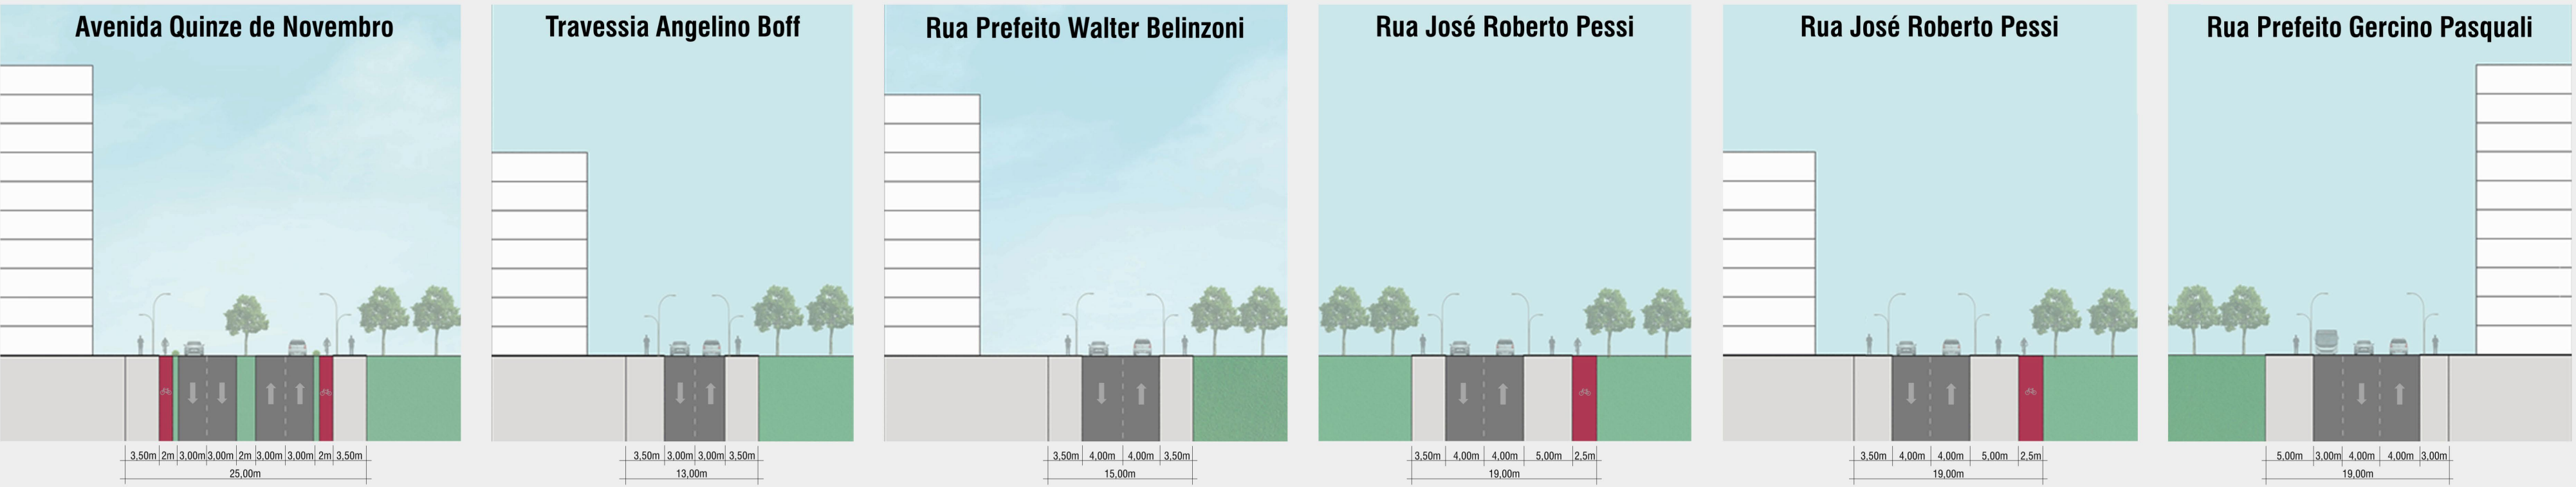 Avenida Quinze de Novembro
3,50m 2m 3,00m 3,00m 2m 3,00m 3,00m 2m 3,50m
25,00m
Travessia Angelino Boff
3,50m 3,00m 3,00m 3,50m
13,00m
Rua Prefeito Walter Belinzoni
3,50m 4,00m 4,00m 3,50m
15,00m
Rua José Roberto Pessi
3,50m 4,00m 4,00m 5,00m 2,5m
19,00m
Rua José Roberto Pessi
3,50m 4,00m 4,00m 5,00m 2,5m
19,00m
Rua Prefeito Gercino Pasquali
5,00m 3,00m 4,00m 4,00m 3,00m
19,00m